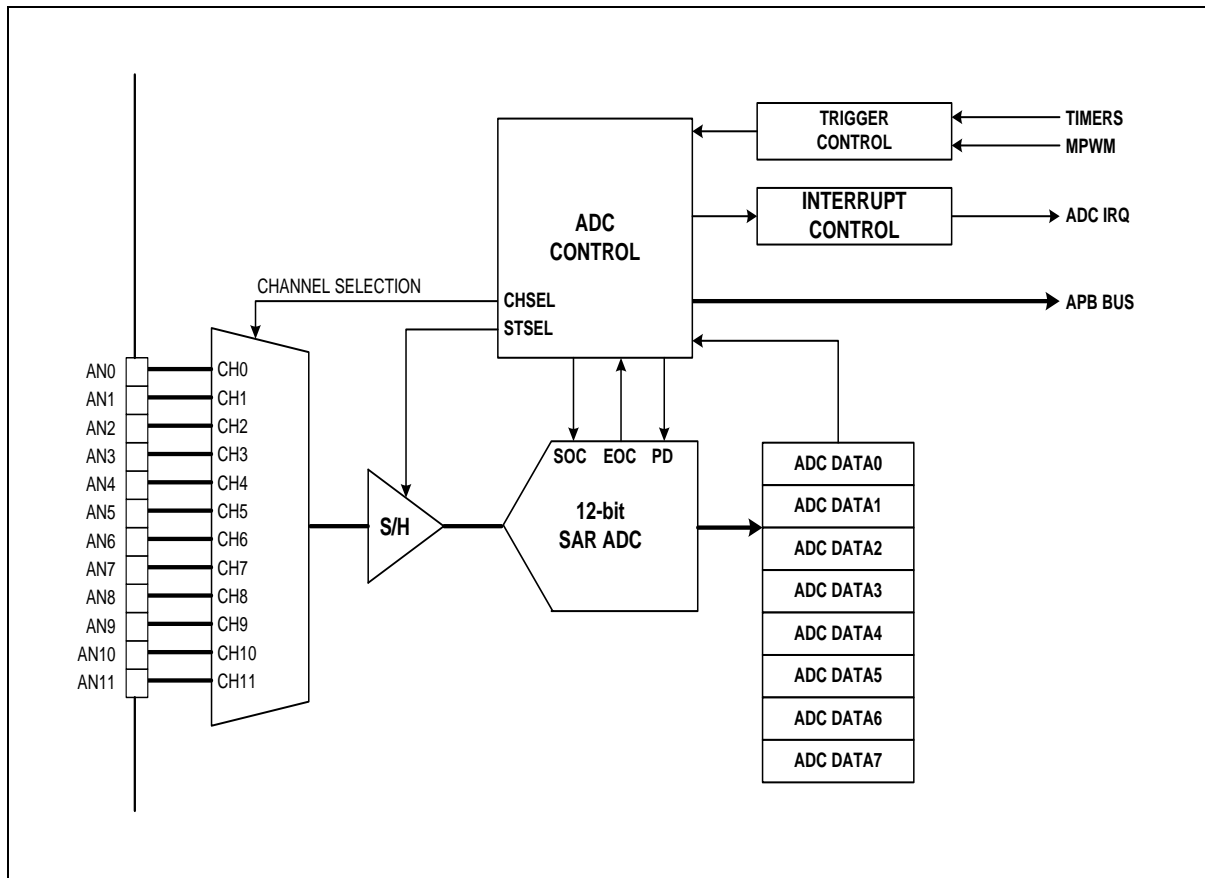 TRIGGER
CONTROL
TIMERS
MPWM
INTERRUPT
CONTROL
ADC IRQ
ADC
CONTROL
CHANNEL SELECTION
CHSEL
STSEL
APB BUS
AN0
AN1
AN2
AN3
AN4
AN5
AN6
AN7
AN8
AN9
AN10
AN11
CH0
CH1
CH2
CH3
CH4
CH5
CH6
CH7
CH8
CH9
CH10
CH11
S/H
SOC EOC PD
12-bit
SAR ADC
ADC DATA0
ADC DATA1
ADC DATA2
ADC DATA3
ADC DATA4
ADC DATA5
ADC DATA6
ADC DATA7